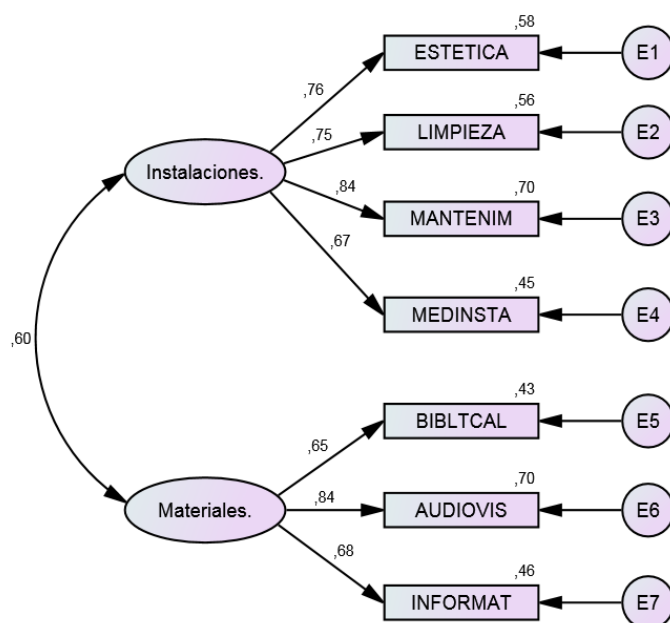 ,58
ESTETICA
E1
,76
,56
LIMPIEZA
E2
,75
Instalaciones.
,84
,70
MANTENIM
E3
,67
,45
MEDINSTA
E4
,60
,43
BIBLTCAL
E5
,65
,70
Materiales.
,84
AUDIOVIS
E6
,68
,46
INFORMAT
E7